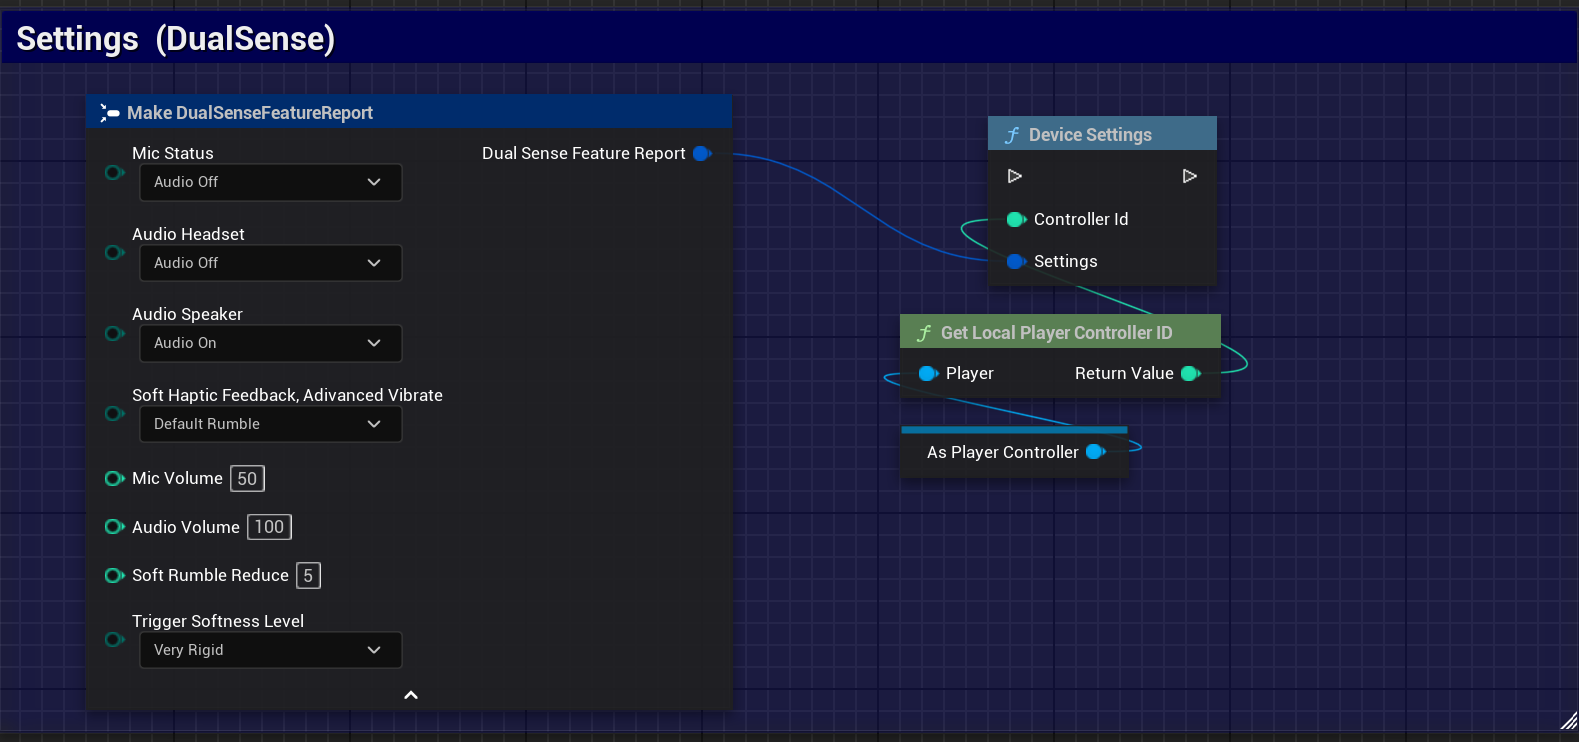 Settings (DualSense)
Make DualSenseFeatureReport
Mic Status
Audio Off
Dual Sense Feature Report
Audio Headset
Audio Off
Audio Speaker
Audio On
Soft Haptic Feedback, Adivanced Vibrate
Default Rumble
Mic Volume 50
Audio Volume 100
Soft Rumble Reduce 5
Trigger Softness Level
Very Rigid
Device Settings
Controller Id
Settings
Get Local Player Controller ID
Player Return Value
As Player Controller